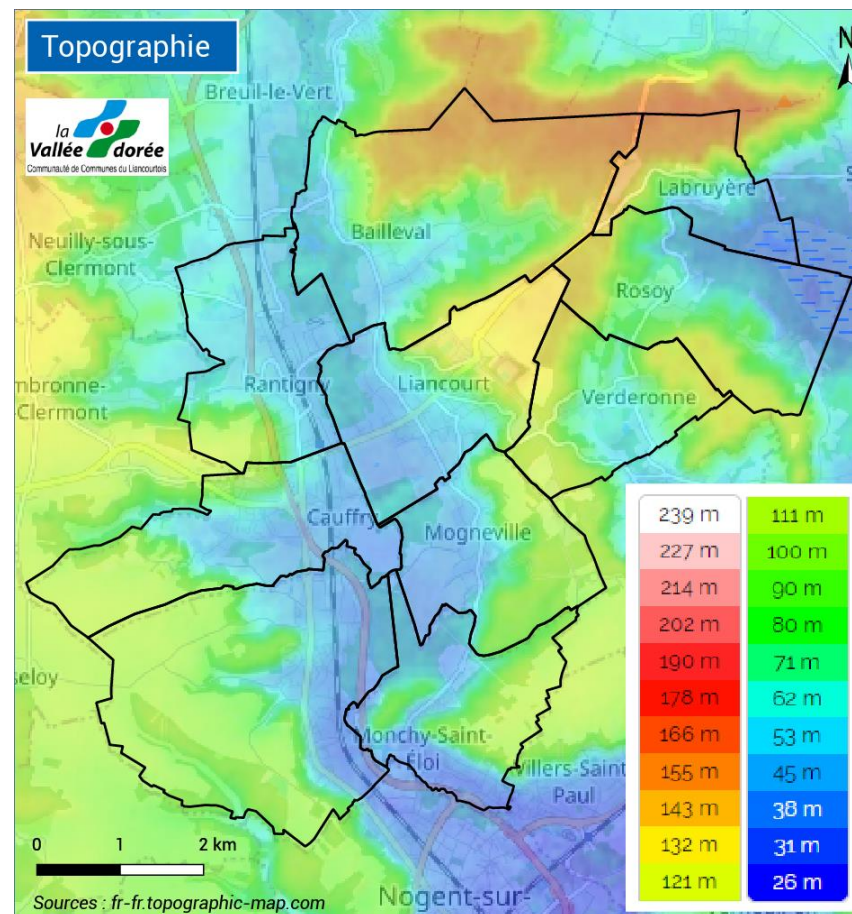 Topographie
N
la
Vallée dorée
Communauté de Communes du Liancourtois
Breuil-le-Vert
Labruyère
Neuilly-sous-
Clermont
Bailleval
Rosoy
mbronne-
-Clermont
Rantigny
Liancourt
Verderonne
Cauffry
Mogneville
seloy
Monchy-Saint-
Éloi
Villers-Saint
Paul
Nogent-sur-
239 m
227 m
214 m
202 m
190 m
178 m
166 m
155 m
143 m
132 m
121 m
111 m
100 m
90 m
80 m
71 m
62 m
53 m
45 m
38 m
31 m
26 m
0 1 2 km
Sources : fr-fr.topographic-map.com